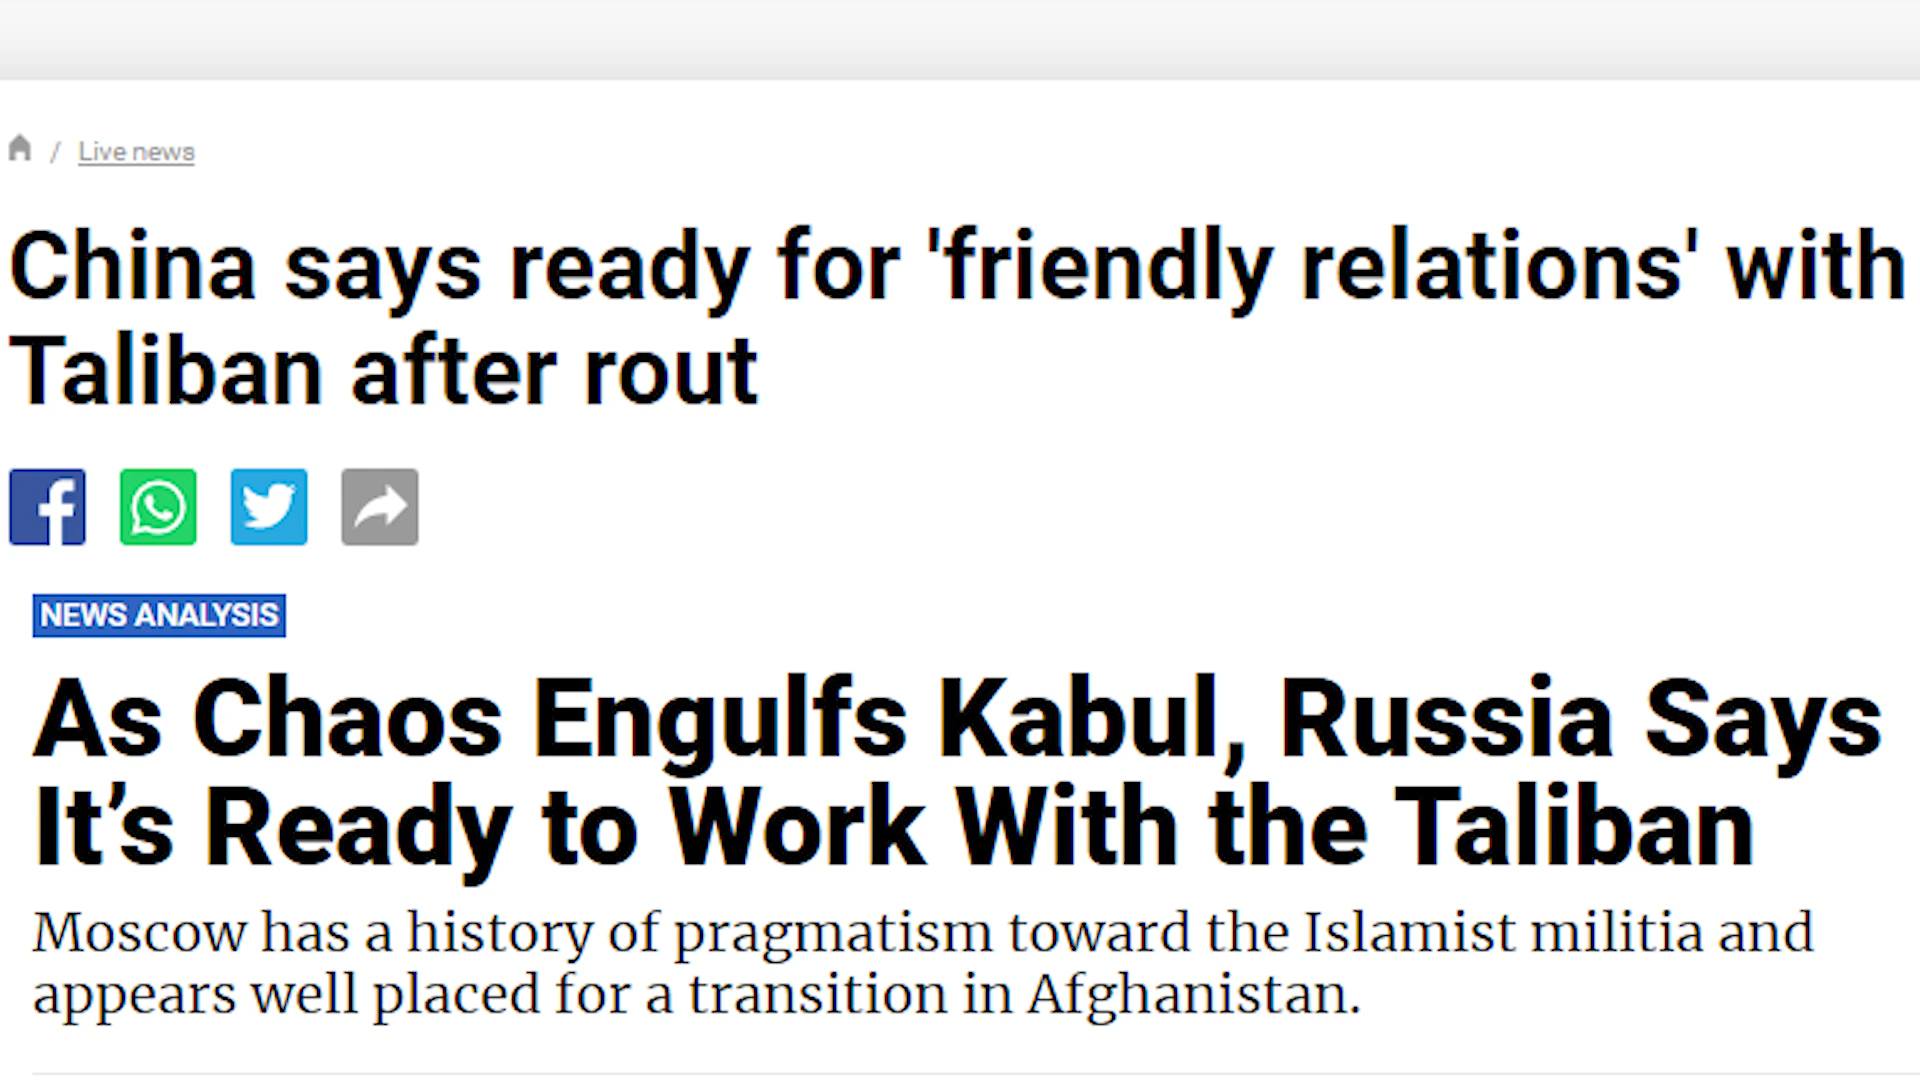 / Live news
China says ready for 'friendly relations' with
Taliban after rout
NEWS ANALYSIS
As Chaos Engulfs Kabul, Russia Says
It’s Ready to Work With the Taliban
Moscow has a history of pragmatism toward the Islamist militia and
appears well placed for a transition in Afghanistan.